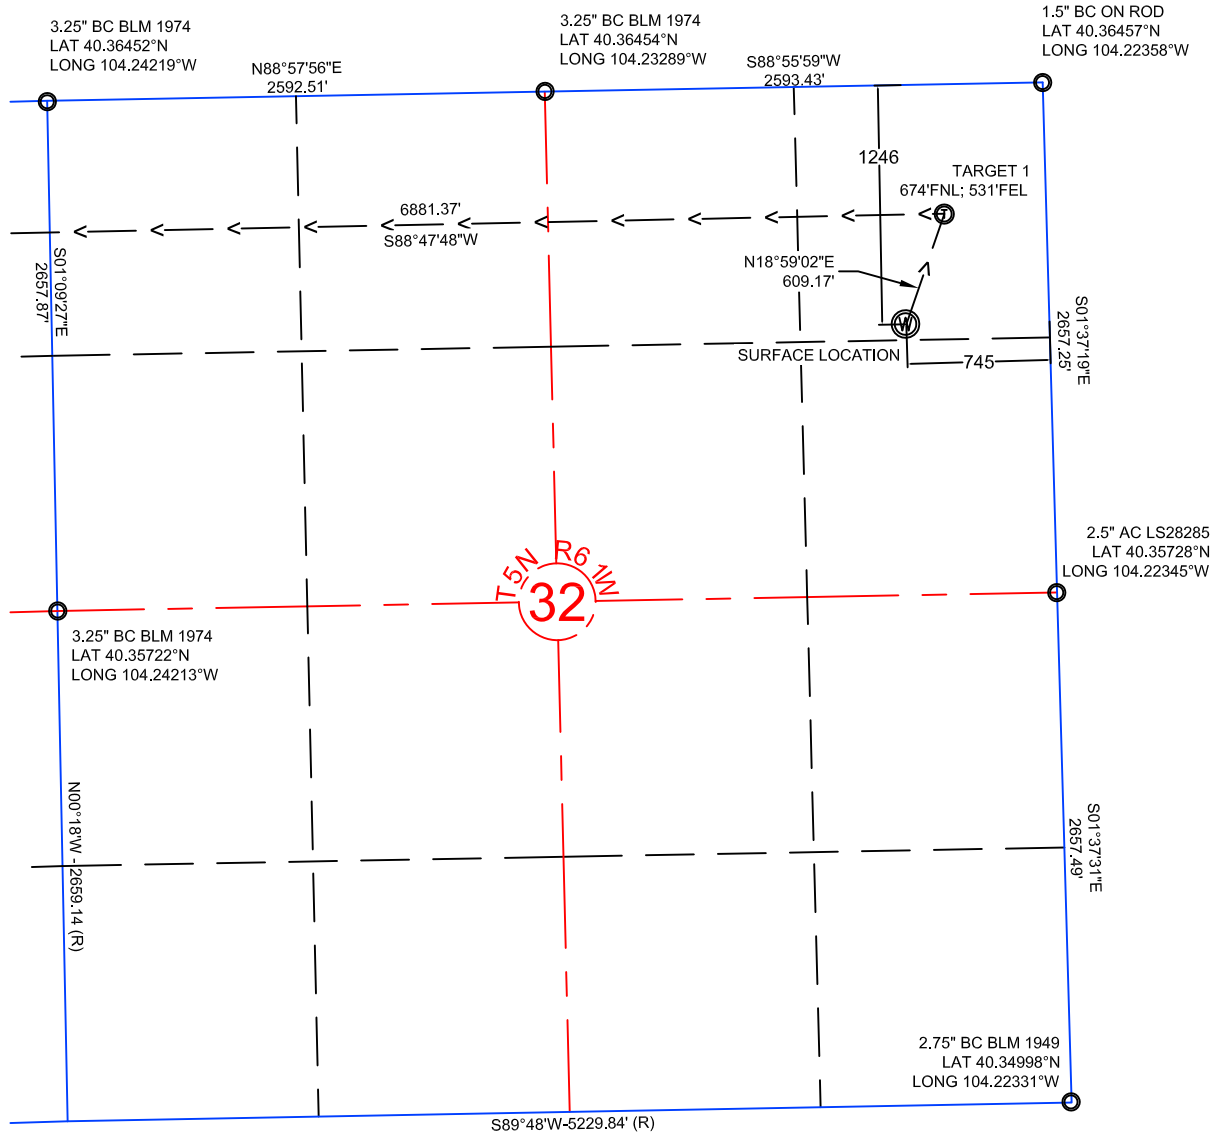 3.25" BC BLM 1974
LAT 40.36452°N
LONG 104.24219°W
N88°57'56"E
2592.51'
3.25" BC BLM 1974
LAT 40.36454°N
LONG 104.23289°W
S88°55'59"W
2593.43'
1.5" BC ON ROD
LAT 40.36457°N
LONG 104.22358°W
1246
TARGET 1
674'FNL; 531'FEL
T
6881.37'
S88°47'48"W
N18°59'02"E
609.17'
W
SURFACE LOCATION
745
S01°09'27"E
2657.87'
S01°37'19"E
2657.25'
T 5N R6 1W
32
2.5" AC LS28285
LAT 40.35728°N
LONG 104.22345°W
3.25" BC BLM 1974
LAT 40.35722°N
LONG 104.24213°W
N00°18'W - 2659.14 (R)
S01°37'31"E
2657.49'
2.75" BC BLM 1949
LAT 40.34998°N
LONG 104.22331°W
S89°48'W-5229.84' (R)